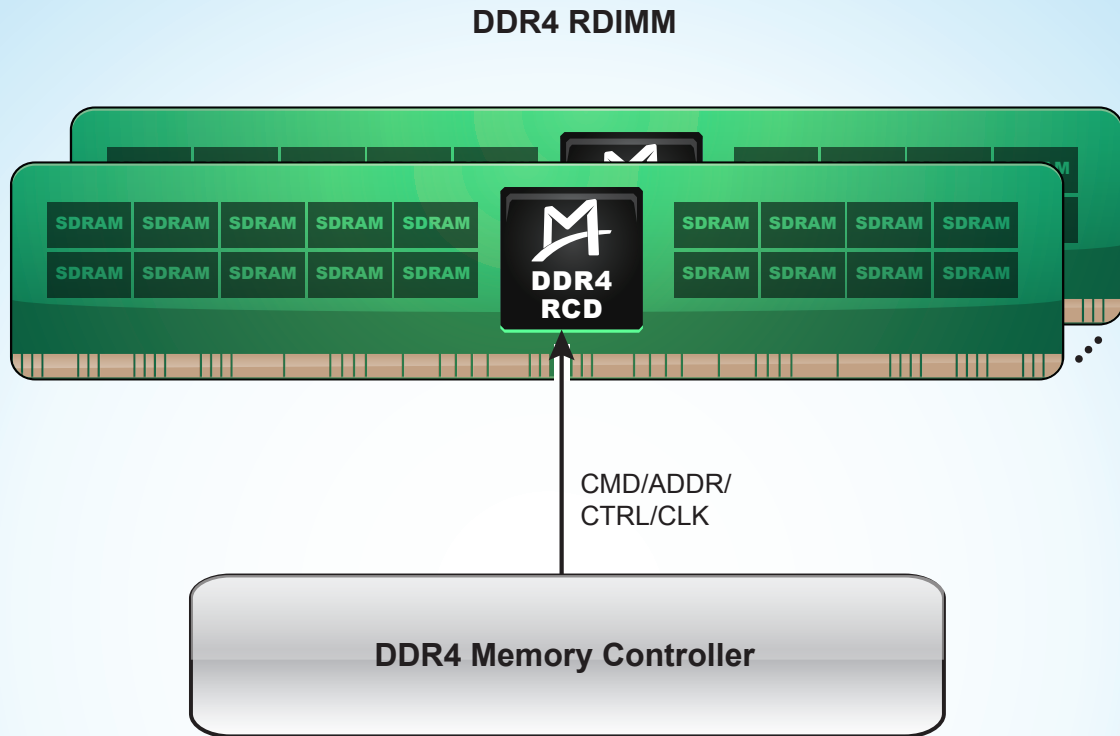 DDR4 RDIMM
SDRAM SDRAM SDRAM SDRAM SDRAM
SDRAM SDRAM SDRAM SDRAM
SDRAM SDRAM SDRAM SDRAM SDRAM
SDRAM SDRAM SDRAM SDRAM
DDR4
RCD
CMD/ADDR/
CTRL/CLK
DDR4 Memory Controller